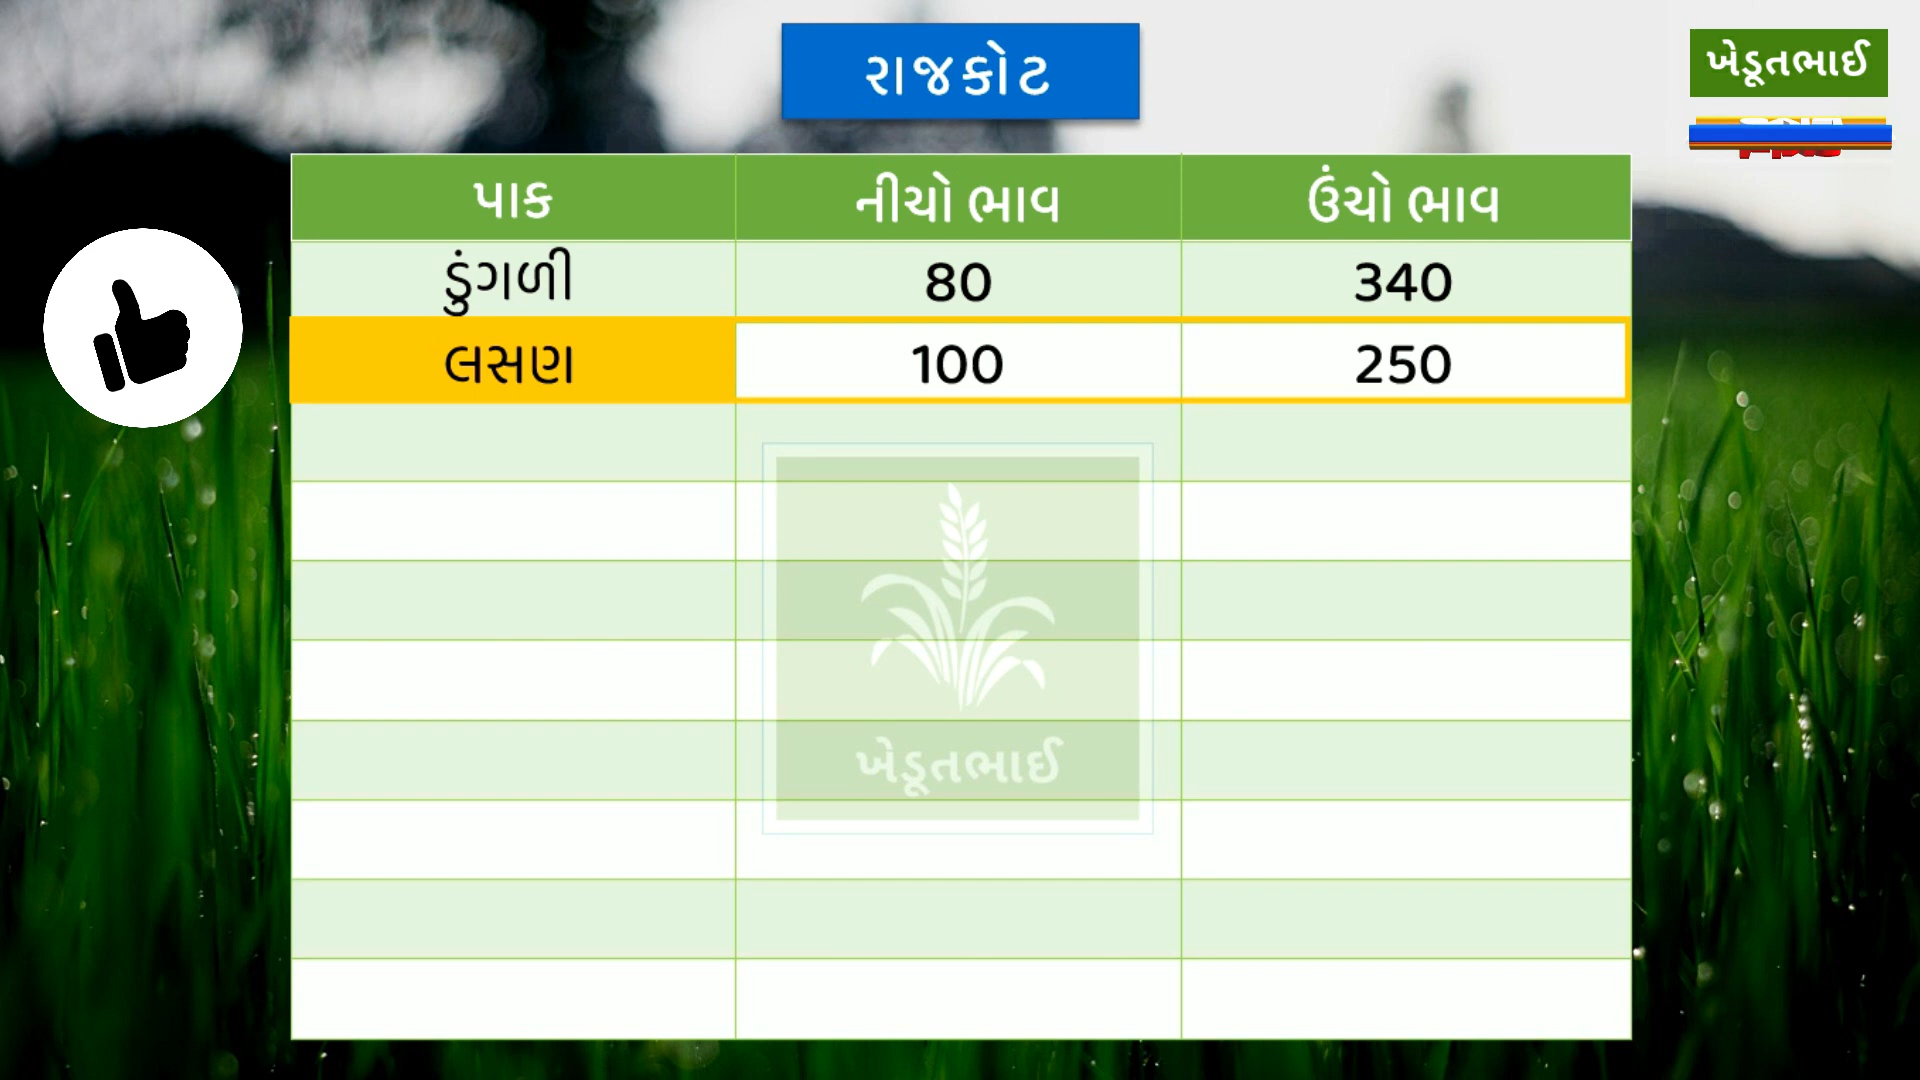 રાજકોટ
ખેડૂતભાઈ
પાક નીચો ભાવ ઉંચો ભાવ
ડુંગળી 80 340
લસણ 100 250
ખેડૂતભાઈ